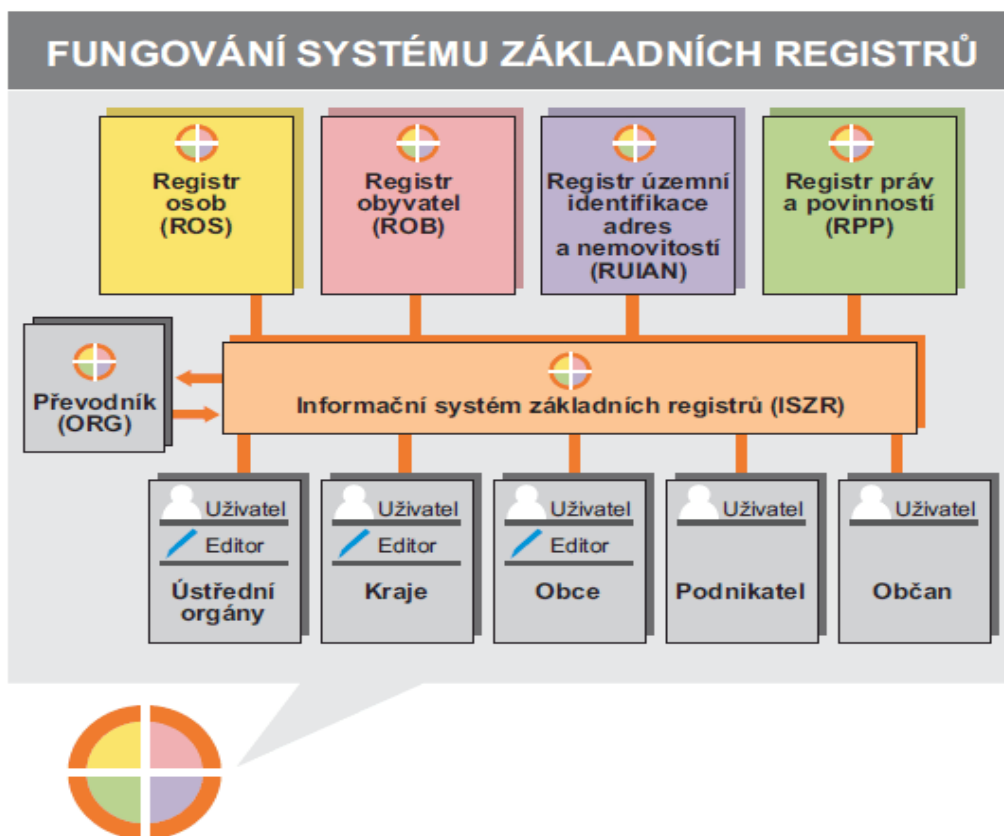 FUNGOVÁNÍ SYSTÉMU ZÁKLADNÍCH REGISTRŮ
Registr
osob
(ROS)
Registr
obyvatel
(ROB)
Registr územní
identifikace
adres
a nemovitostí
(RUIAN)
Registr práv
a povinností
(RPP)
Převodník
(ORG)
Informační systém základních registrů (ISZR)
Uživatel
Editor
Ústřední
orgány
Uživatel
Editor
Kraje
Uživatel
Editor
Obce
Uživatel
Podnikatel
Uživatel
Občan